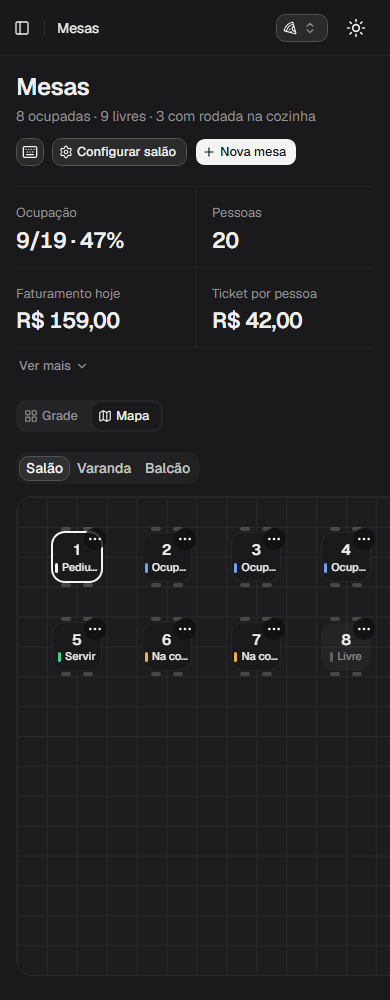 Mesas
Mesas
8 ocupadas · 9 livres · 3 com rodada na cozinha
Configurar salão
Nova mesa
Ocupação
Pessoas
9/19 · 47%
20
Faturamento hoje
Ticket por pessoa
R$ 159,00
R$ 42,00
Ver mais
Grade
Mapa
Salão Varanda Balcão
1
2
3
4
Pediu...
Ocup...
Ocup...
Ocup...
5
6
7
8
Servir
Na co...
Na co...
Livre